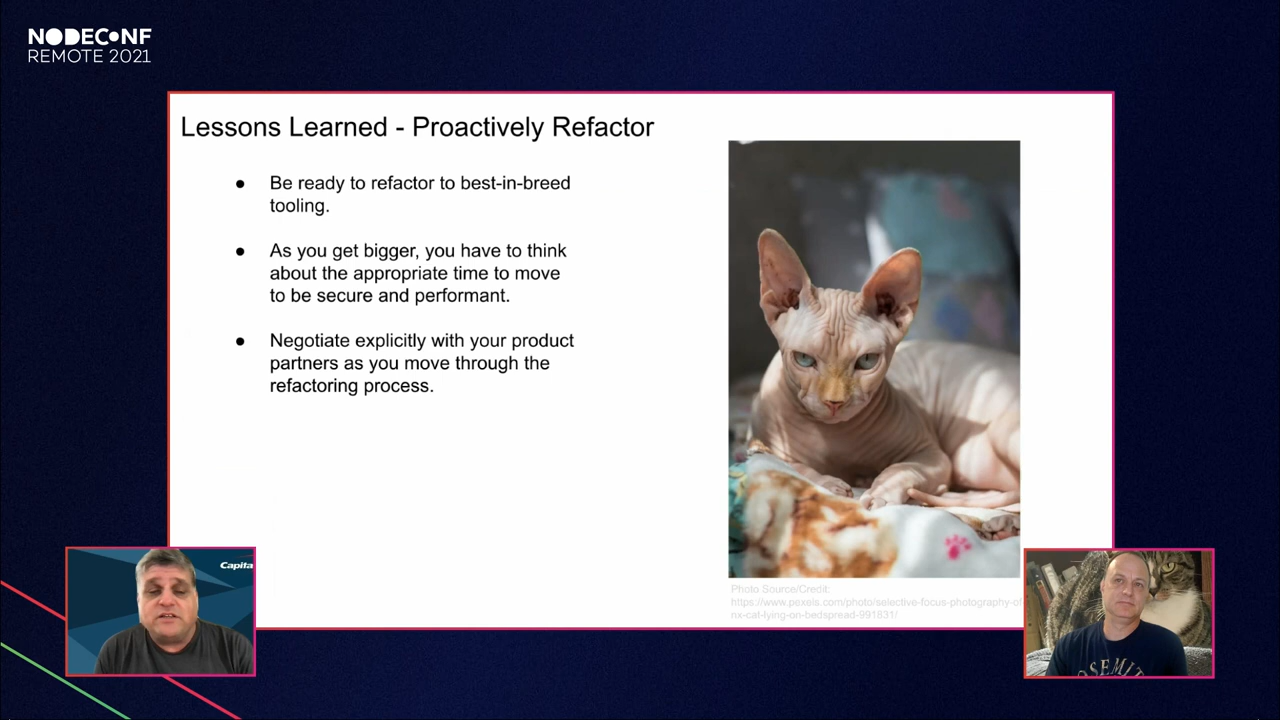 NODECONF
REMOTE 2021
Lessons Learned - Proactively Refactor
● Be ready to refactor to best-in-breed
tooling.
● As you get bigger, you have to think
about the appropriate time to move
to be secure and performant.
● Negotiate explicitly with your product
partners as you move through the
refactoring process.
Photo Source/Credit:
https://www.pexels.com/photo/selective-focus-photography-of
nx-cat-lying-on-bedspread-991831/
Capita
OSEMIT